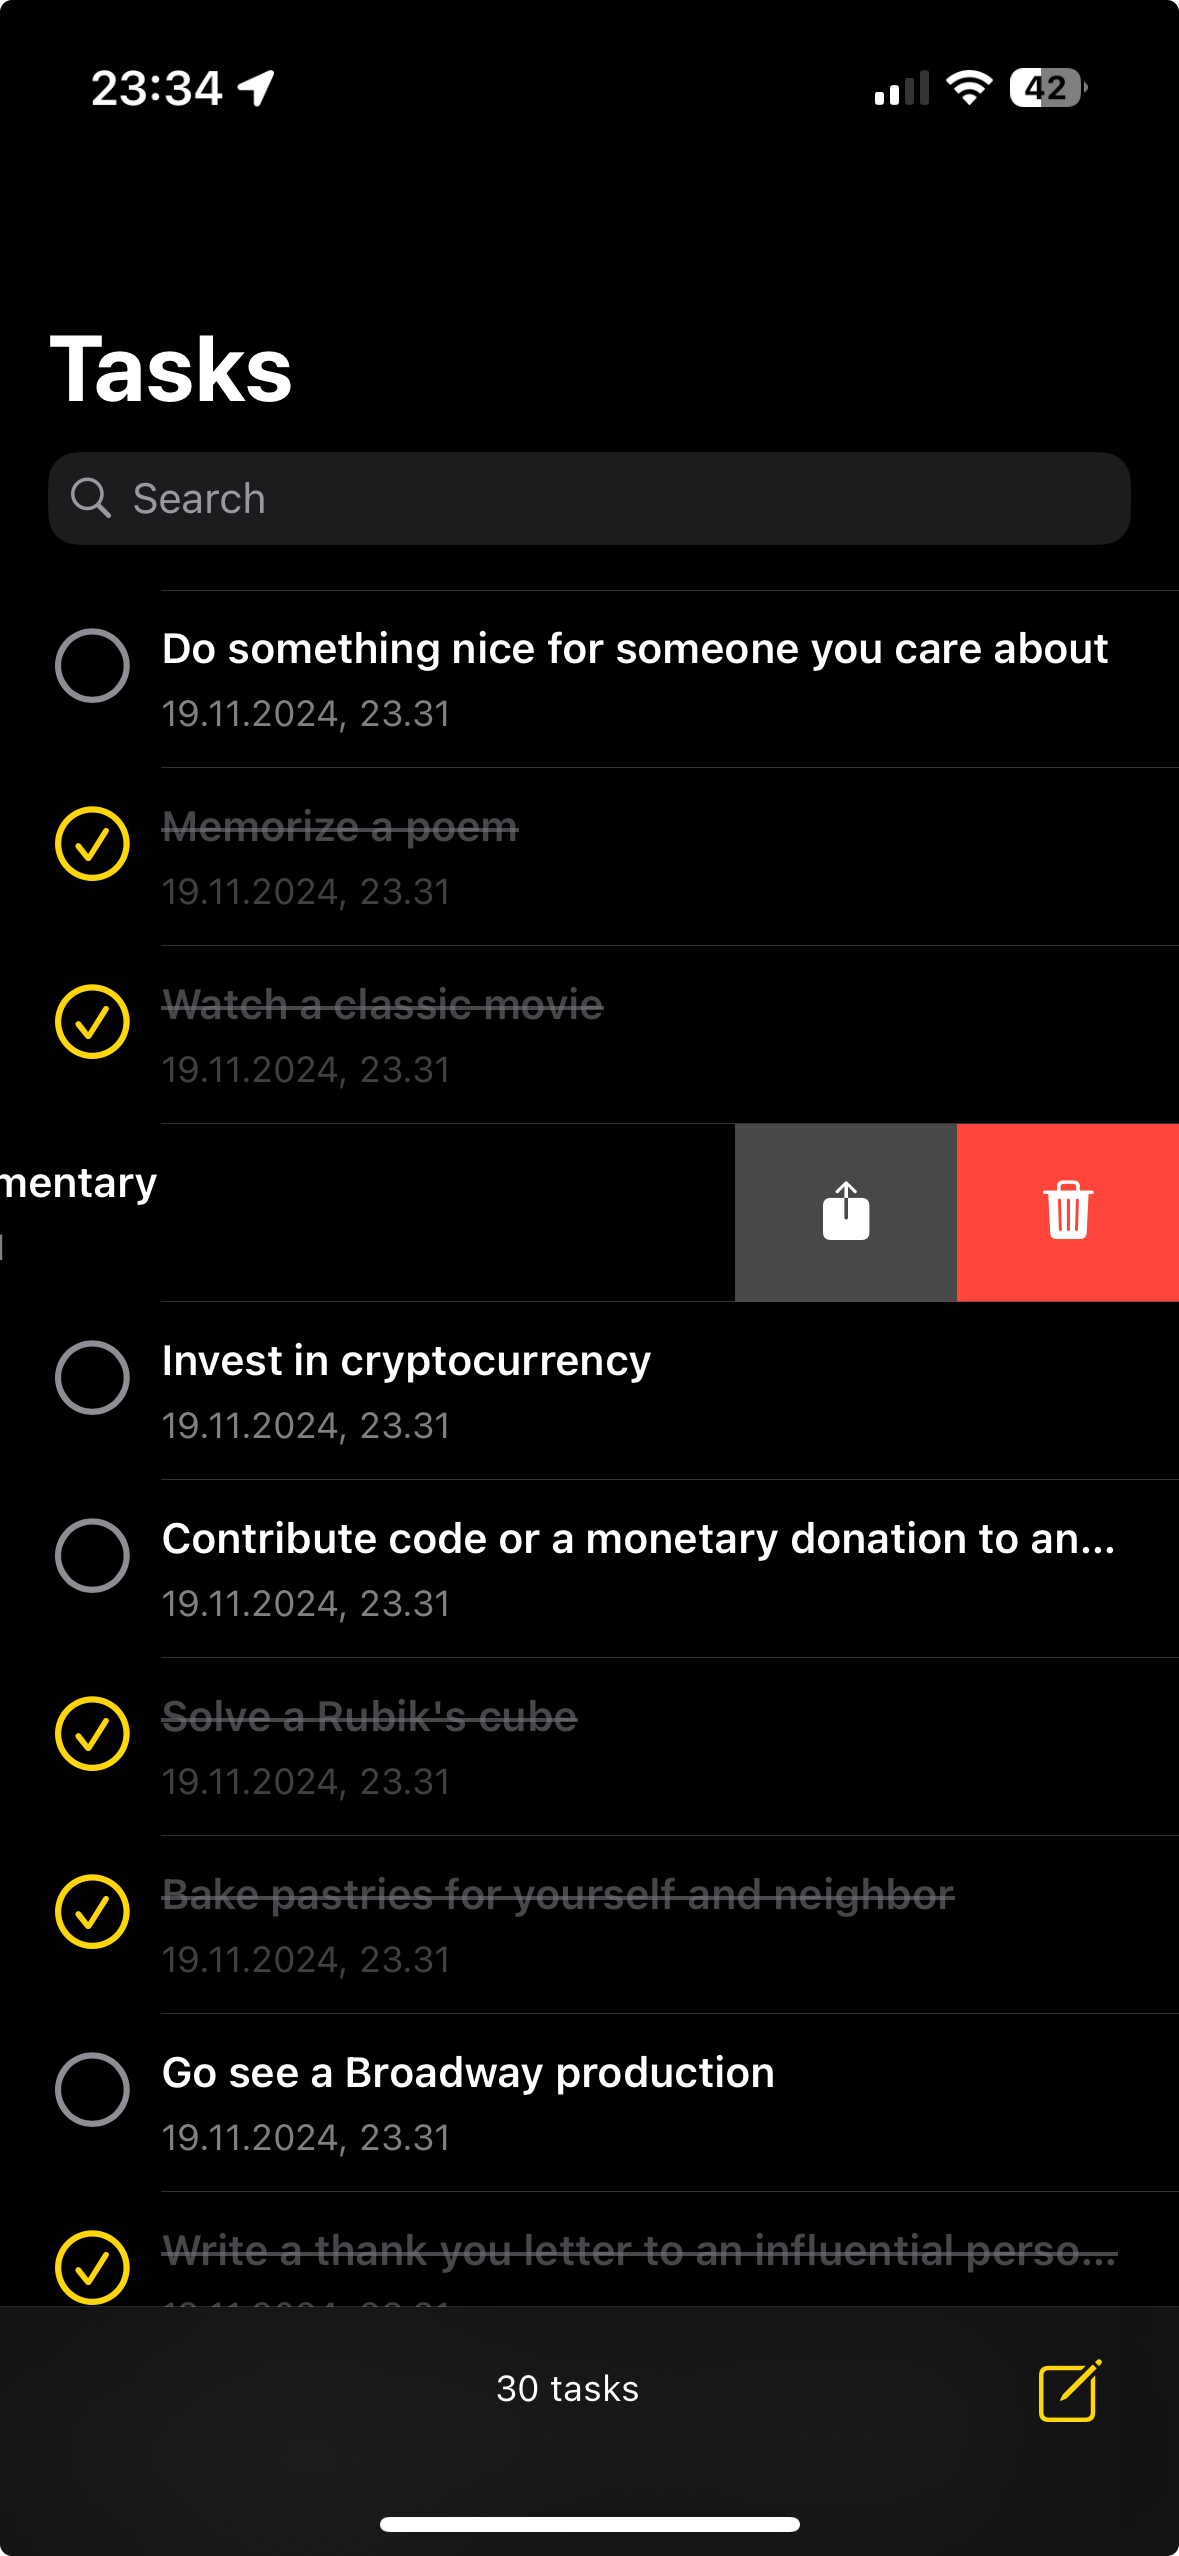 23:34
42
Tasks
Search
Do something nice for someone you care about
19.11.2024, 23.31
Memorize a poem
19.11.2024, 23.31
Watch a classic movie
19.11.2024, 23.31
mentary
Invest in cryptocurrency
19.11.2024, 23.31
Contribute code or a monetary donation to an...
19.11.2024, 23.31
Solve a Rubik's cube
19.11.2024, 23.31
Bake pastries for yourself and neighbor
19.11.2024, 23.31
Go see a Broadway production
19.11.2024, 23.31
Write a thank you letter to an influential perso...
30 tasks